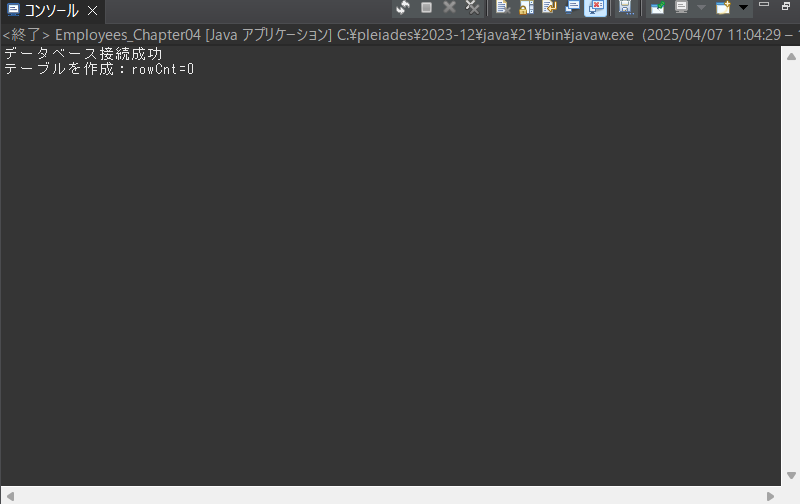 コンソール
<終了> Employees_Chapter04 [Java アプリケーション] C:¥pleiades¥2023-12¥java¥21¥bin¥javaw.exe (2025/04/07 11:04:29 –
データベース接続成功
テーブルを作成：rowCnt=0